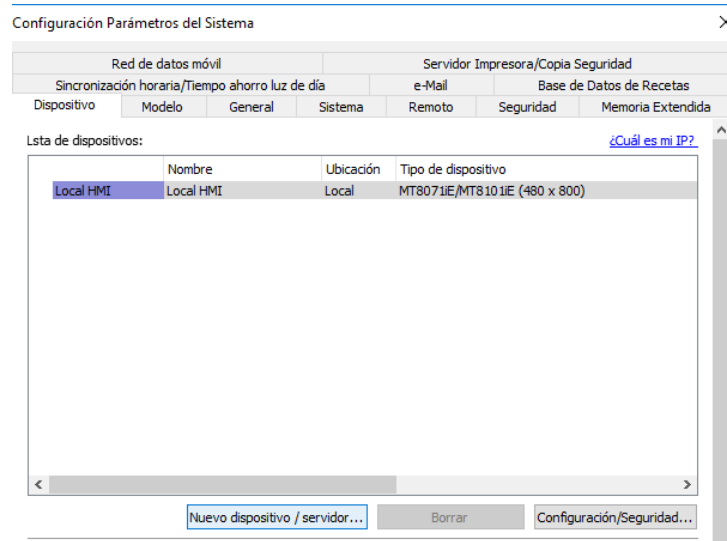 Configuración Parámetros del Sistema
Red de datos móvil Servidor Impresora/Copia Seguridad
Sincronización horaria/Tiempo ahorro luz de día e-Mail Base de Datos de Recetas
Dispositivo Modelo General Sistema Remoto Seguridad Memoria Extendida
Lsta de dispositivos: ¿Cuál es mi IP?
Nombre Ubicación Tipo de dispositivo
Local HMI Local HMI Local MT8071iE/MT8101iE (480 x 800)
Nuevo dispositivo / servidor... Borrar Configuración/Seguridad...